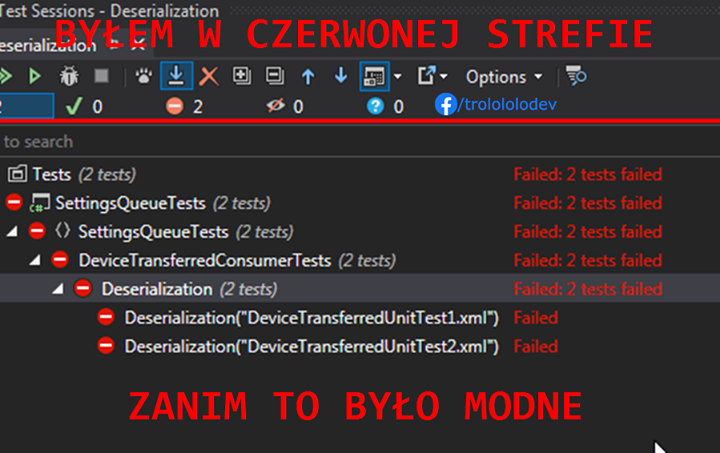 Test Sessions - Deserialization
BYŁEM W CZERWONEJ STREFIE
eserialization
Options
2 0 2 0 0 /trolololodev
to search
Tests (2 tests) Failed: 2 tests failed
C# SettingsQueueTests (2 tests) Failed: 2 tests failed
SettingsQueueTests (2 tests) Failed: 2 tests failed
DeviceTransferredConsumerTests (2 tests) Failed: 2 tests failed
Deserialization (2 tests) Failed: 2 tests failed
Deserialization("DeviceTransferredUnitTest1.xml") Failed
Deserialization("DeviceTransferredUnitTest2.xml") Failed
ZANIM TO BYŁO MODNE